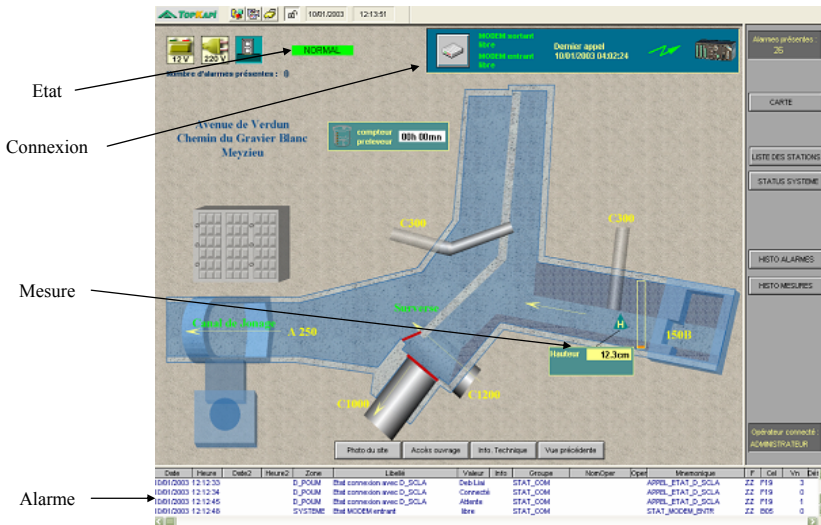 TOPKAPI 10/01/2003 12:13:51
MODEM sortant
libre
MODEM entrant
libre
Dernier appel
10/01/2003 04:02:24
Alarmes présentes :
26
12 V 220 V
NORMAL
Nombre d'alarmes présentes : 0
Etat
Connexion
Avenue de Verdun
Chemin du Gravier Blanc
Meyzieu
compteur
preleveur
00h 00mn
CARTE
LISTE DES STATIONS
STATUS SYSTEME
C300
C300
HISTO ALARMES
HISTO MESURES
Mesure
A 250
H
150B
Hauteur 12.3cm
C1000
C1200
Opérateur connecté :
ADMINISTRATEUR
Photo du site Accès ouvrage Info. Technique Vue précédente
Date Heure Date2 Heure2 Zone Libellé Valeur Info Groupe NomOper Oper Mnemonique F Cel Vn
Alarme
10/01/2003 12:12:33 D_POUM Etat connexion avec D_SCLA Deb-Liai STAT_COM APPEL_ETAT_D_SCLA ZZ F19 3
10/01/2003 12:12:34 D_POUM Etat connexion avec D_SCLA Connecté STAT_COM APPEL_ETAT_D_SCLA ZZ F19 0
10/01/2003 12:12:45 D_POUM Etat connexion avec D_SCLA Attente STAT_COM APPEL_ETAT_D_SCLA ZZ F19 1
10/01/2003 12:12:48 SYSTEME Etat MODEM entrant libre STAT_COM STAT_MODEM_ENTR ZZ B05 0